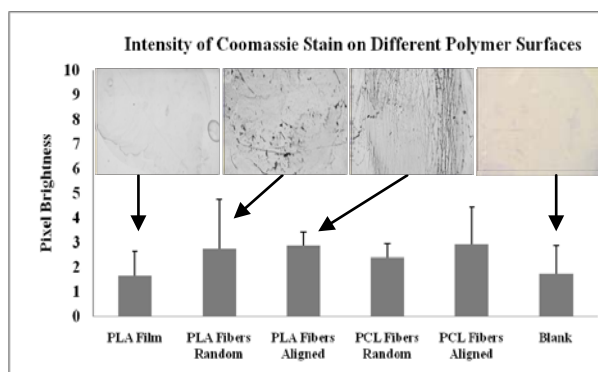 Intensity of Coomassie Stain on Different Polymer Surfaces
10
9
8
7
6
5
4
3
2
1
0
Pixel Brightness
PLA Film
PLA Fibers
Random
PLA Fibers
Aligned
PCL Fibers
Random
PCL Fibers
Aligned
Blank